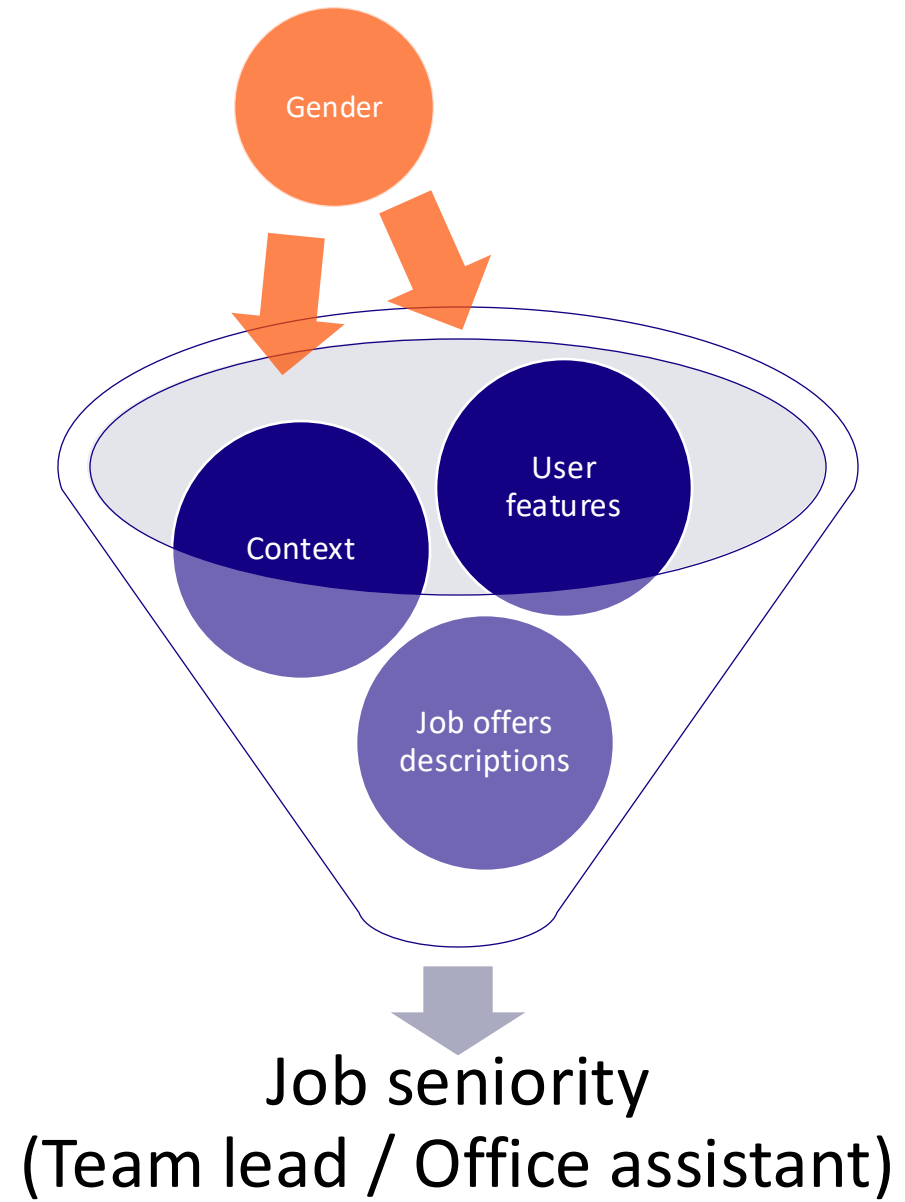 Gender
User
features
Context
Job offers
descriptions
Job seniority
(Team lead / Office assistant)